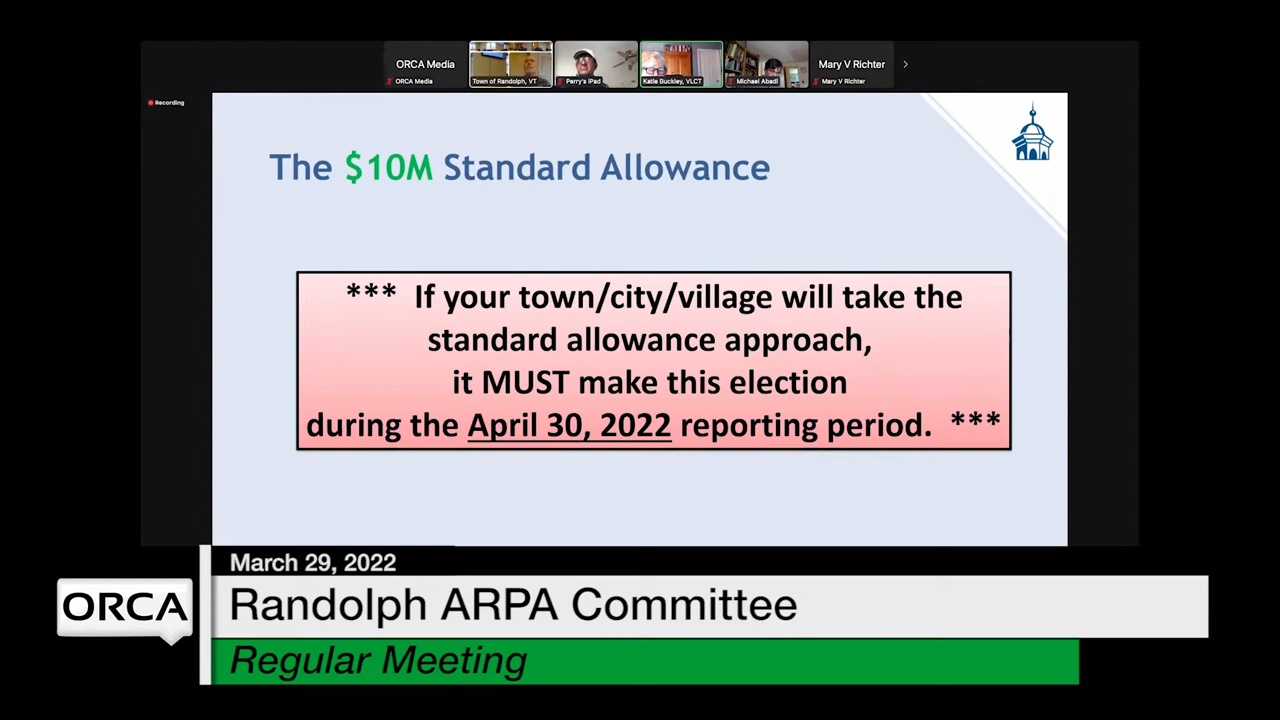 ORCA Media
Mary V Richter
ORCA Media
Town of Randolph, VT
Perry's iPad
Katie Buckley, VLCT
Michael Abadi
Mary V Richter
Recording
The $10M Standard Allowance
*** If your town/city/village will take the
standard allowance approach,
it MUST make this election
during the April 30, 2022 reporting period. ***
March 29, 2022
ORCA
Randolph ARPA Committee
Regular Meeting